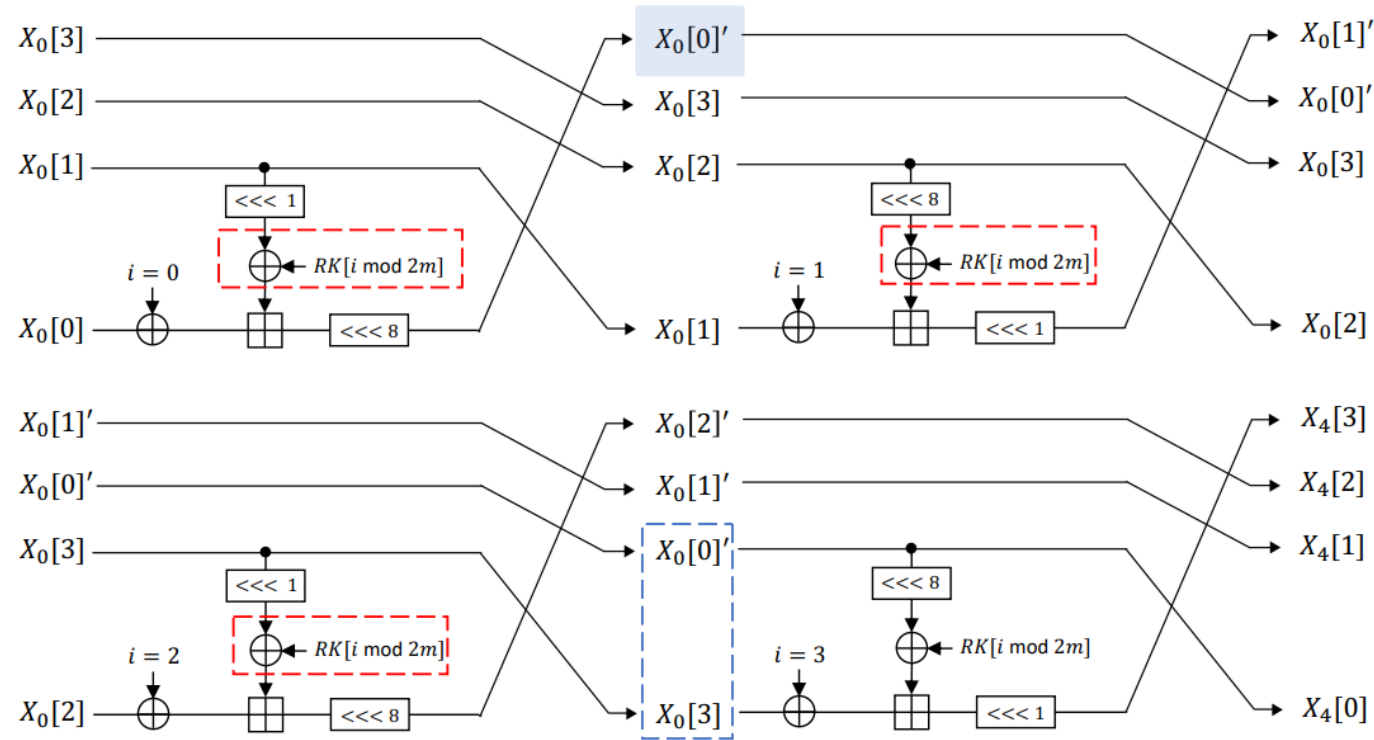 X₀[3] X₀[0]′ X₀[1]′
X₀[2] X₀[3] X₀[0]′
X₀[1] X₀[2] X₀[3]
<<< 1 <<< 8
i = 0 RK[i mod 2m] i = 1 RK[i mod 2m]
X₀[0] <<< 8 X₀[1] <<< 1 X₀[2]
X₀[1]′ X₀[2]′ X₄[3]
X₀[0]′ X₀[1]′ X₄[2]
X₀[3] X₀[0]′ X₄[1]
<<< 1 <<< 8
i = 2 RK[i mod 2m] i = 3 RK[i mod 2m]
X₀[2] <<< 8 X₀[3] <<< 1 X₄[0]